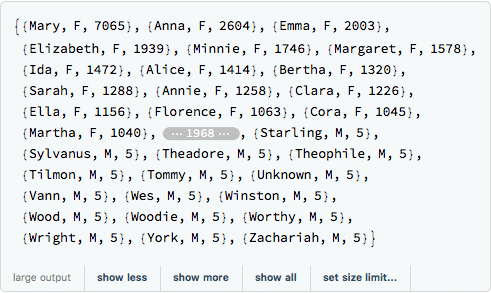 {{Mary, F, 7065}, {Anna, F, 2604}, {Emma, F, 2003},
{Elizabeth, F, 1939}, {Minnie, F, 1746}, {Margaret, F, 1578},
{Ida, F, 1472}, {Alice, F, 1414}, {Bertha, F, 1320},
{Sarah, F, 1288}, {Annie, F, 1258}, {Clara, F, 1226},
{Ella, F, 1156}, {Florence, F, 1063}, {Cora, F, 1045},
{Martha, F, 1040}, ··· 1968 ··· , {Starling, M, 5},
{Sylvanus, M, 5}, {Theadore, M, 5}, {Theophile, M, 5},
{Tilmon, M, 5}, {Tommy, M, 5}, {Unknown, M, 5},
{Vann, M, 5}, {Wes, M, 5}, {Winston, M, 5},
{Wood, M, 5}, {Woodie, M, 5}, {Worthy, M, 5},
{Wright, M, 5}, {York, M, 5}, {Zachariah, M, 5}}
large output show less show more show all set size limit...